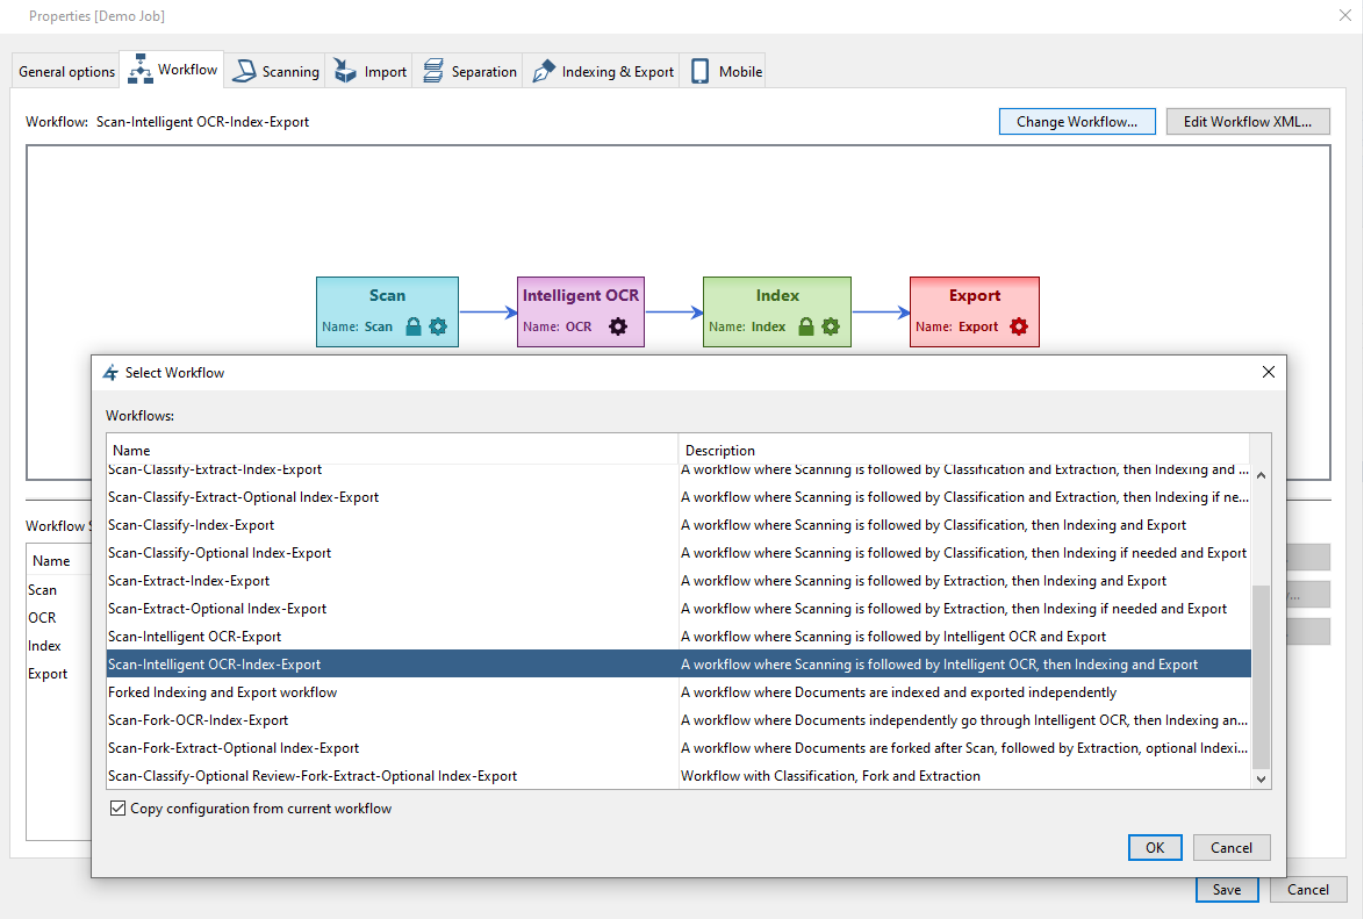 Properties [Demo Job]
General options Workflow Scanning Import Separation Indexing & Export Mobile
Workflow: Scan-Intelligent OCR-Index-Export Change Workflow... Edit Workflow XML...
Scan Intelligent OCR Index Export
Name: Scan Name: OCR Name: Index Name: Export
Select Workflow
Workflows:
Name Description
Scan-Classify-Extract-Index-Export A workflow where Scanning is followed by Classification and Extraction, then Indexing and ...
Scan-Classify-Extract-Optional Index-Export A workflow where Scanning is followed by Classification and Extraction, then Indexing if ne...
Scan-Classify-Index-Export A workflow where Scanning is followed by Classification, then Indexing and Export
Scan-Classify-Optional Index-Export A workflow where Scanning is followed by Classification, then Indexing if needed and Export
Scan-Extract-Index-Export A workflow where Scanning is followed by Extraction, then Indexing and Export
Scan-Extract-Optional Index-Export A workflow where Scanning is followed by Extraction, then Indexing if needed and Export
Scan-Intelligent OCR-Export A workflow where Scanning is followed by Intelligent OCR and Export
Scan-Intelligent OCR-Index-Export A workflow where Scanning is followed by Intelligent OCR, then Indexing and Export
Forked Indexing and Export workflow A workflow where Documents are indexed and exported independently
Scan-Fork-OCR-Index-Export A workflow where Documents independently go through Intelligent OCR, then Indexing an...
Scan-Fork-Extract-Optional Index-Export A workflow where Documents are forked after Scan, followed by Extraction, optional Indexi...
Scan-Classify-Optional Review-Fork-Extract-Optional Index-Export Workflow with Classification, Fork and Extraction
Copy configuration from current workflow
OK Cancel
Workflow
Name
Scan
OCR
Index
Export
Save Cancel